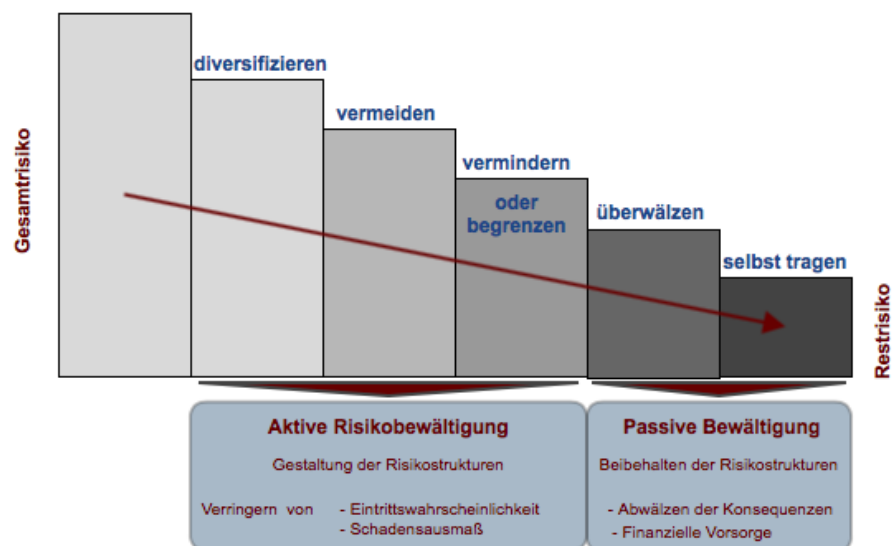 Gesamtrisiko
diversifizieren
vermeiden
vermindern
oder
begrenzen
überwälzen
selbst tragen
Restrisiko
Aktive Risikobewältigung
Gestaltung der Risikostrukturen
Verringern von - Eintrittswahrscheinlichkeit
- Schadensausmaß
Passive Bewältigung
Beibehalten der Risikostrukturen
- Abwälzen der Konsequenzen
- Finanzielle Vorsorge